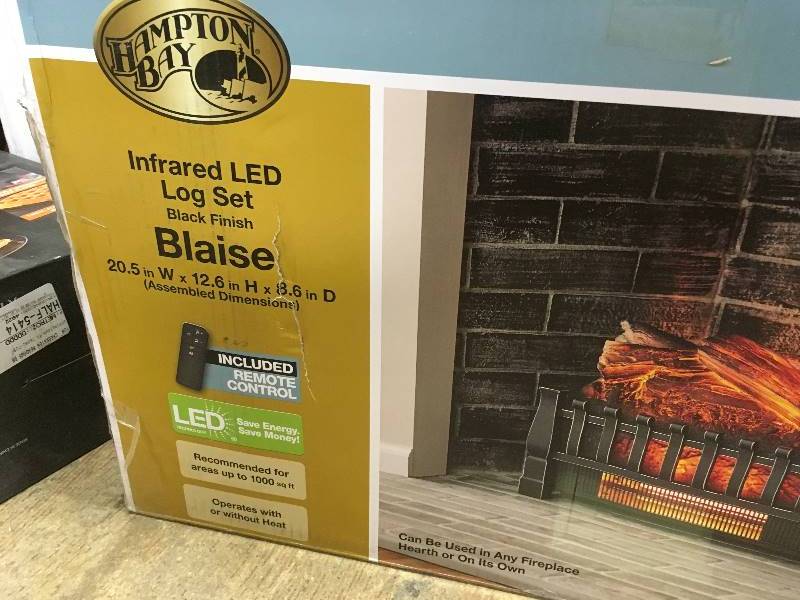 HAMPTON
BAY
Infrared LED
Log Set
Black Finish
Blaise
20.5 in W x 12.6 in H x 8.6 in D
(Assembled Dimensions)
INCLUDED
REMOTE
CONTROL
LED
Save Energy.
Save Money!
Recommended for
areas up to 1000 sq ft
Operates with
or without Heat
Can Be Used in Any Fireplace
Hearth or On Its Own
HALF-5414